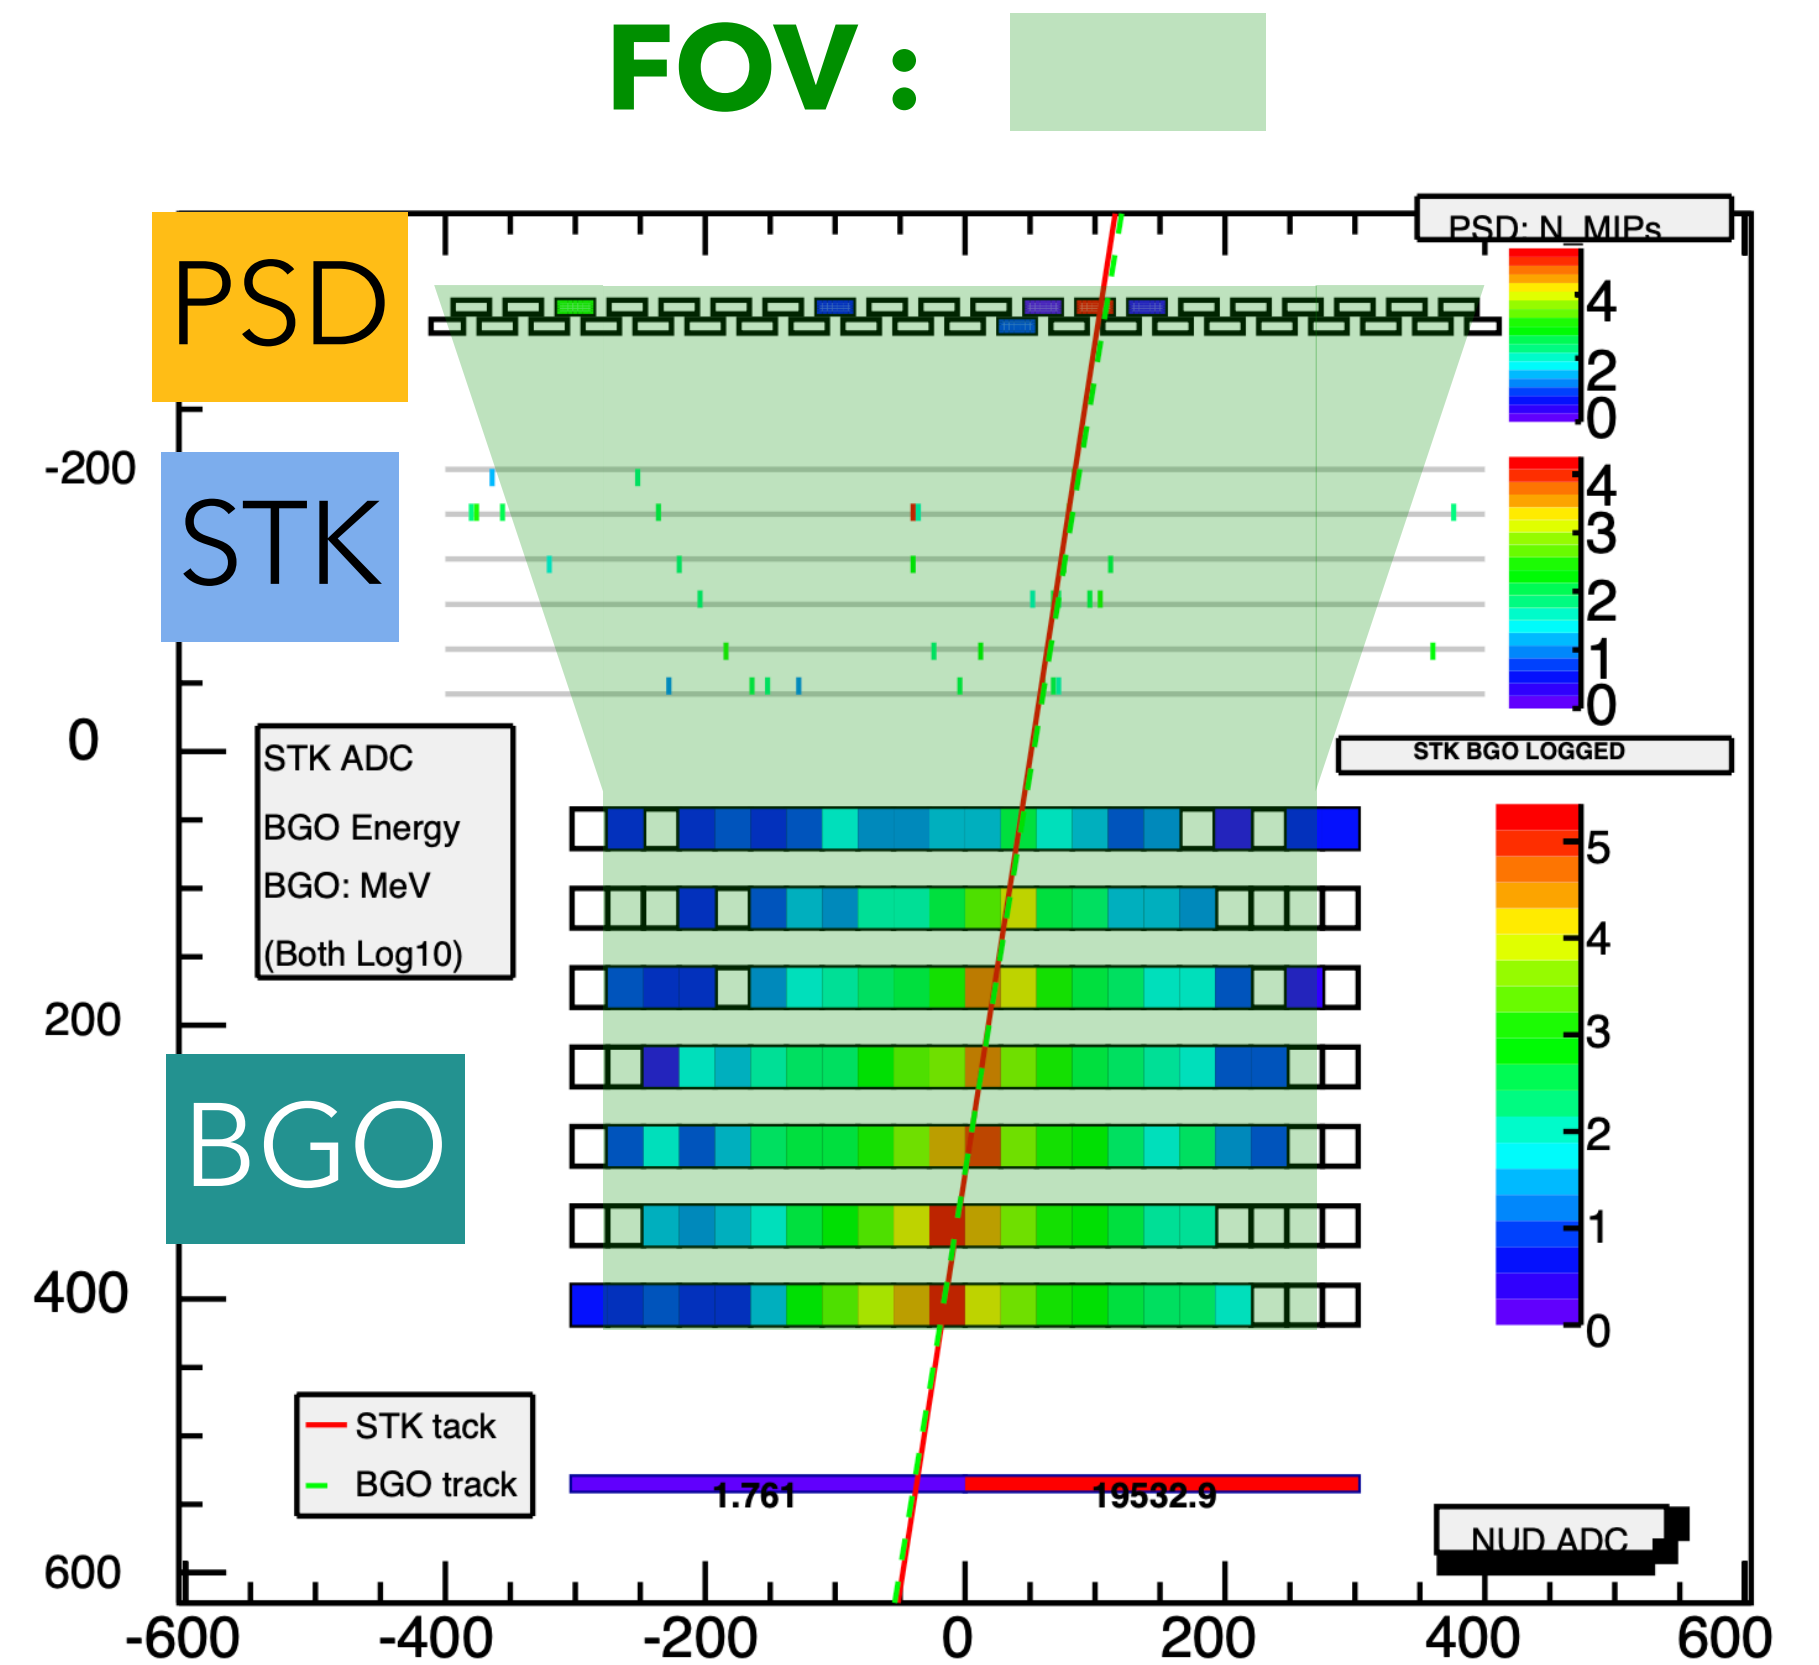 FOV :
PSD
PSD: N_MIPs
4
2
0
-200
STK
4
3
2
1
0
0
STK ADC
BGO Energy
BGO: MeV
(Both Log10)
STK BGO LOGGED
5
4
3
2
1
0
200
BGO
400
STK tack
BGO track
1.761
19532.9
NUD ADC
600
-600 -400 -200 0 200 400 600